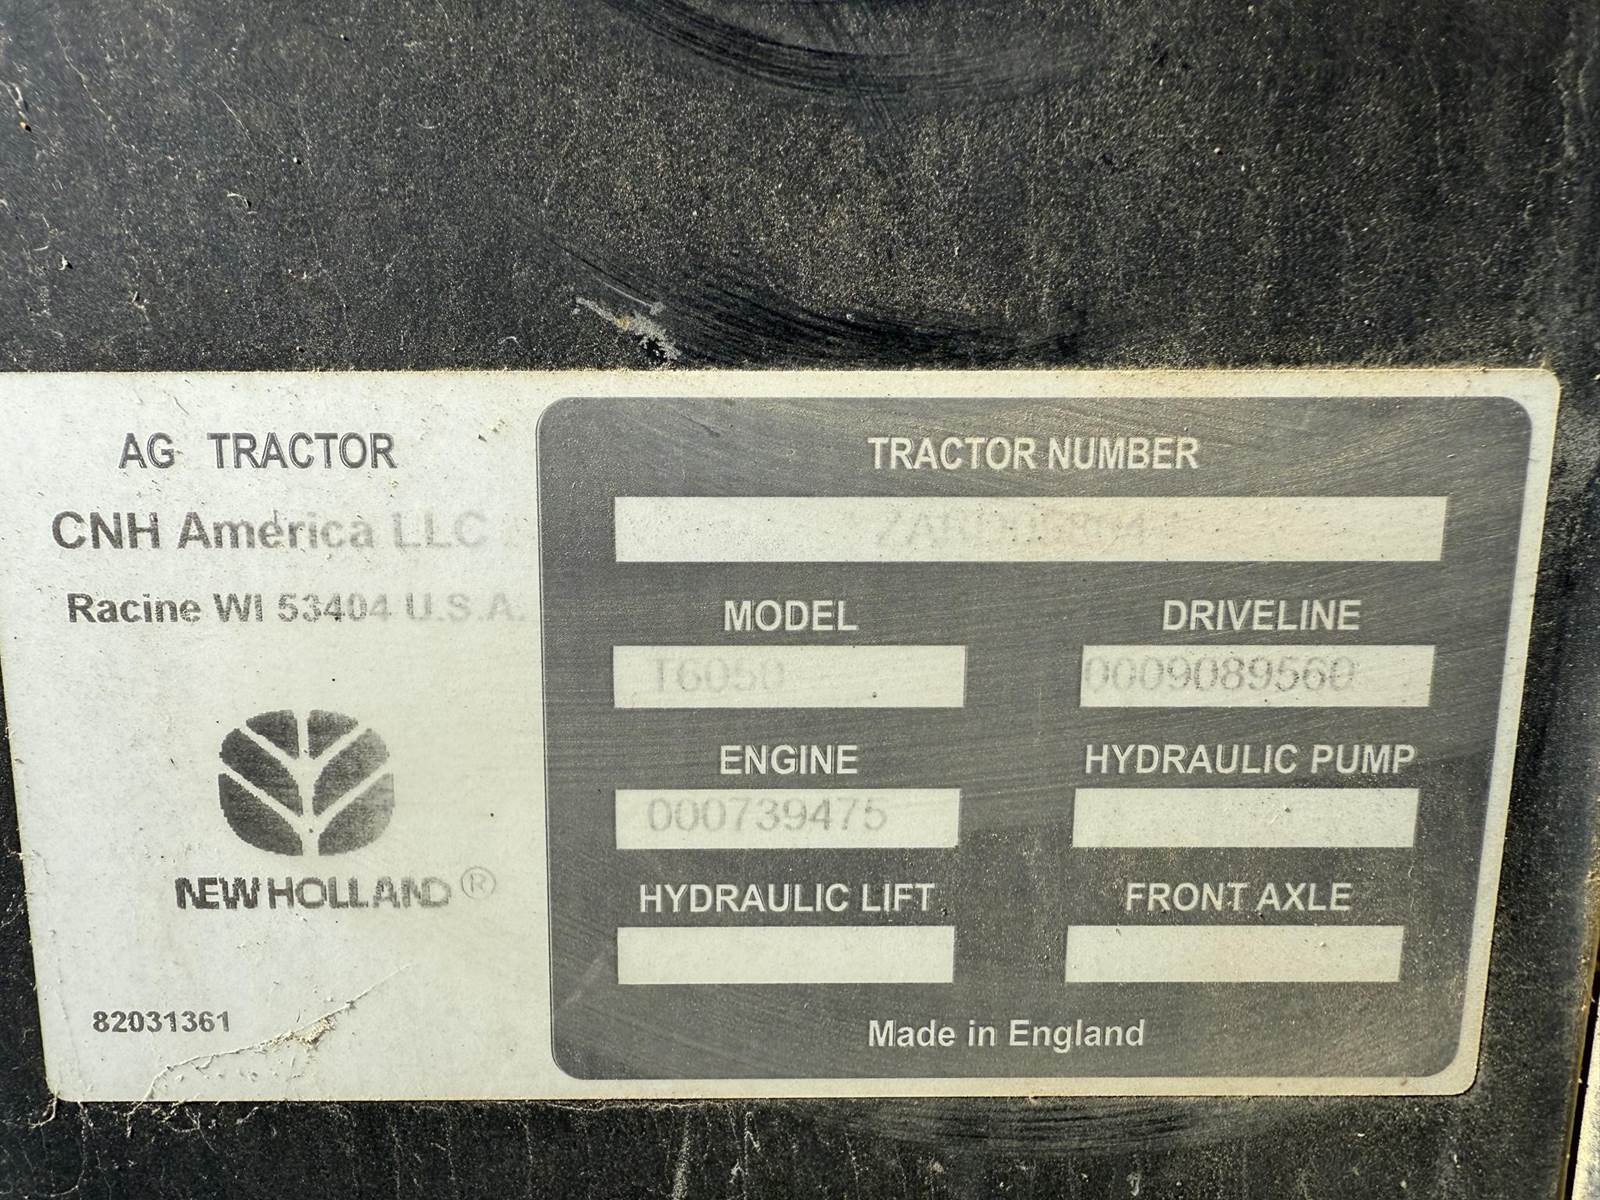 AG TRACTOR
CNH America LLC
Racine WI 53404 U.S.A.
NEW HOLLAND ®
82031361
TRACTOR NUMBER
MODEL
DRIVELINE
T6050
0009089560
ENGINE
HYDRAULIC PUMP
000739475
HYDRAULIC LIFT
FRONT AXLE
Made in England